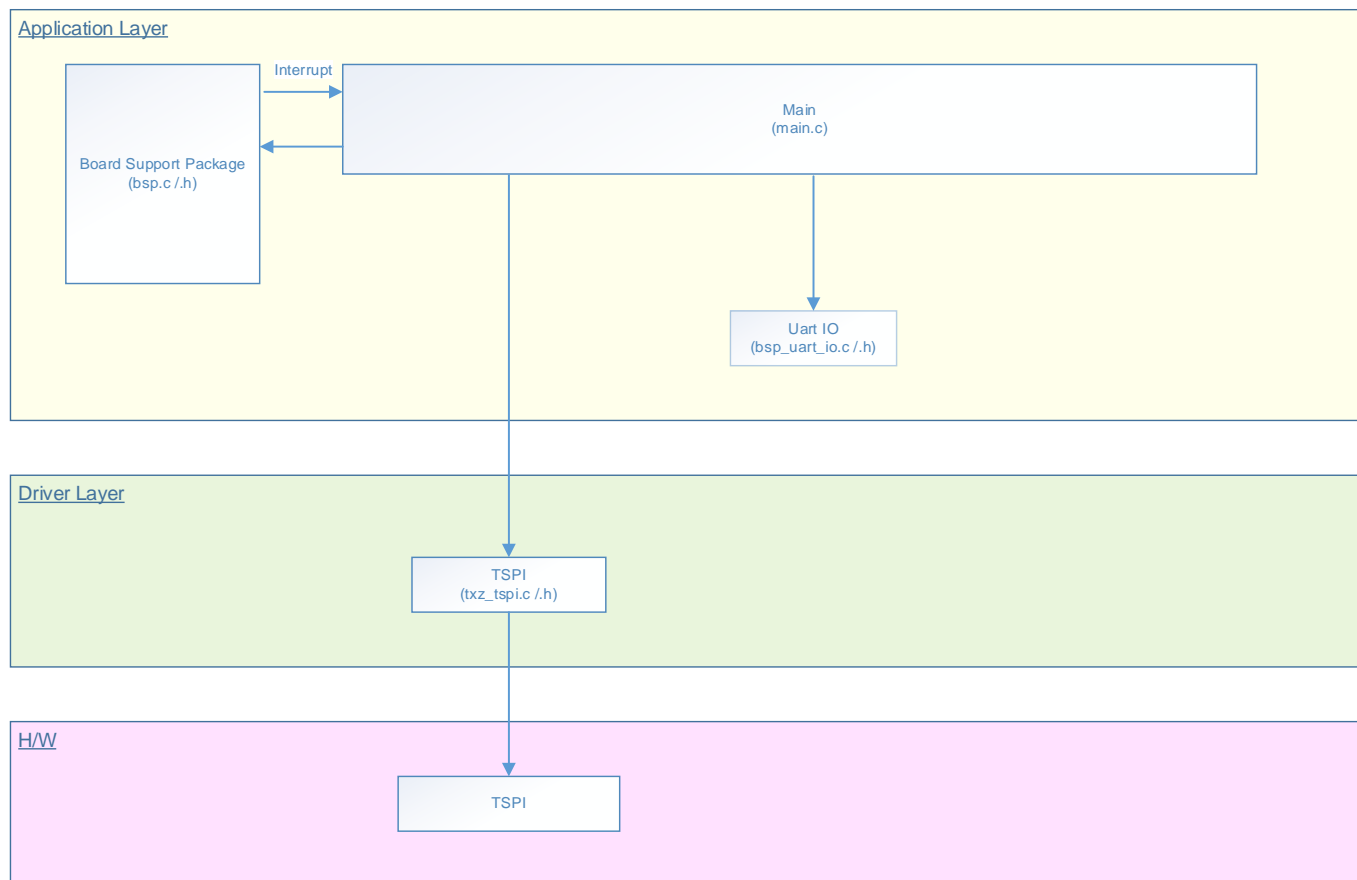 Application Layer
Interrupt
Main
(main.c)
Board Support Package
(bsp.c /.h)
Uart IO
(bsp_uart_io.c /.h)
Driver Layer
TSPI
(txz_tspi.c /.h)
H/W
TSPI